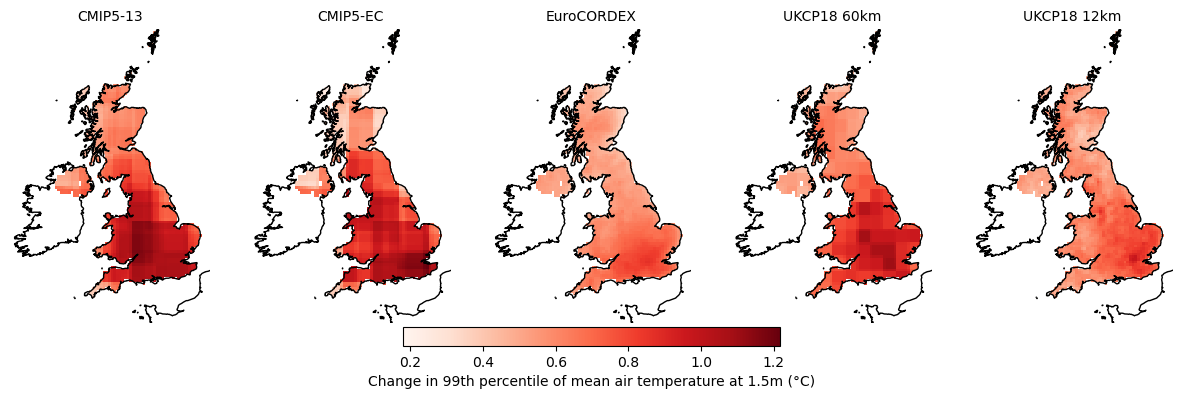 CMIP5-13
CMIP5-EC
EuroCORDEX
UKCP18 60km
UKCP18 12km
0.2 0.4 0.6 0.8 1.0 1.2
Change in 99th percentile of mean air temperature at 1.5m (°C)